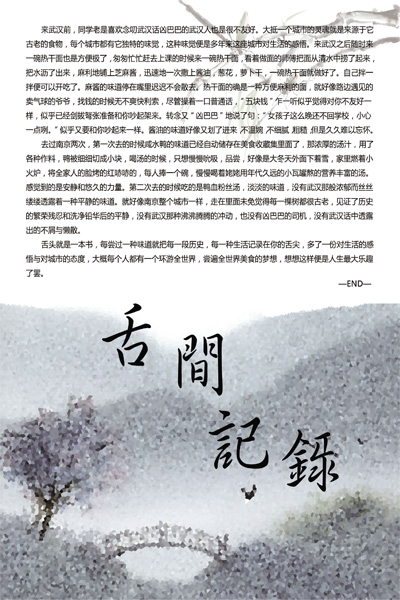 来武汉前，同学老是喜欢念叨武汉话凶巴巴的武汉人也是很不友好。大抵一个城市的灵魂就是来源于它
古老的食物，每个城市都有它独特的味觉，这种味觉便是多年来这座城市对生活的感悟。来武汉之后随时来
一碗热干面也是方便极了，匆匆忙忙赶去上课的时候来一碗热干面，看着做面的师傅把面从清水中捞了起来，
把水沥了出来，麻利地铺上芝麻酱，迅速地一次撒上酱油，葱花，萝卜干，一碗热干面就做好了。自己拌一
拌便可以开吃了。麻酱的味道停在嘴里迟迟不会散去。热干面的确是一种方便麻利的面，就好像路边遇见的
卖气球的爷爷，找钱的时候无不爽快利索，尽管操着一口普通话，“五块钱”乍一听似乎觉得对你不友好一
样，似乎已经剑拔弩张准备和你吵起架来。转念又“凶巴巴”地说了句：“女孩子这么晚还不回学校，小心
一点咧。”似乎又要和你吵起来一样。酱油的味道好像又划了进来 不温婉 不细腻 粗糙 但是久久难以忘怀。
去过南京两次，第一次去的时候咸水鸭的味道已经自动储存在美食收藏集里面了，那浓厚的汤汁，用了
各种作料，鸭被细细切成小块，喝汤的时候，只想慢慢吮吸，品尝，好像是大冬天外面下着雪，家里燃着小
火炉，将全家人的脸烤的红哧哧的，每人捧一个碗，慢慢喝着姥姥用年代久远的小瓦罐熬的营养丰富的汤。
感觉到的是安静和悠久的力量。第二次去的时候吃的是鸭血粉丝汤，淡淡的味道，没有武汉那般浓郁而丝丝
缕缕透露着一种平静的味道。就好像南京整个城市一样，走在里面未免觉得每一棵树都很古老，见证了历史
的繁荣残忍和洗净铅华后的平静，没有武汉那种沸沸腾腾的冲动，也没有凶巴巴的司机，没有武汉话中透露
出的不屑与懒散。
舌头就是一本书，每尝过一种味道就把每一段历史，每一种生活记录在你的舌尖，多了一份对生活的感
悟与对城市的态度，大概每个人都有一个环游全世界，尝遍全世界美食的梦想，想想这样便是人生最大乐趣
了罢。
—END—
舌間記錄